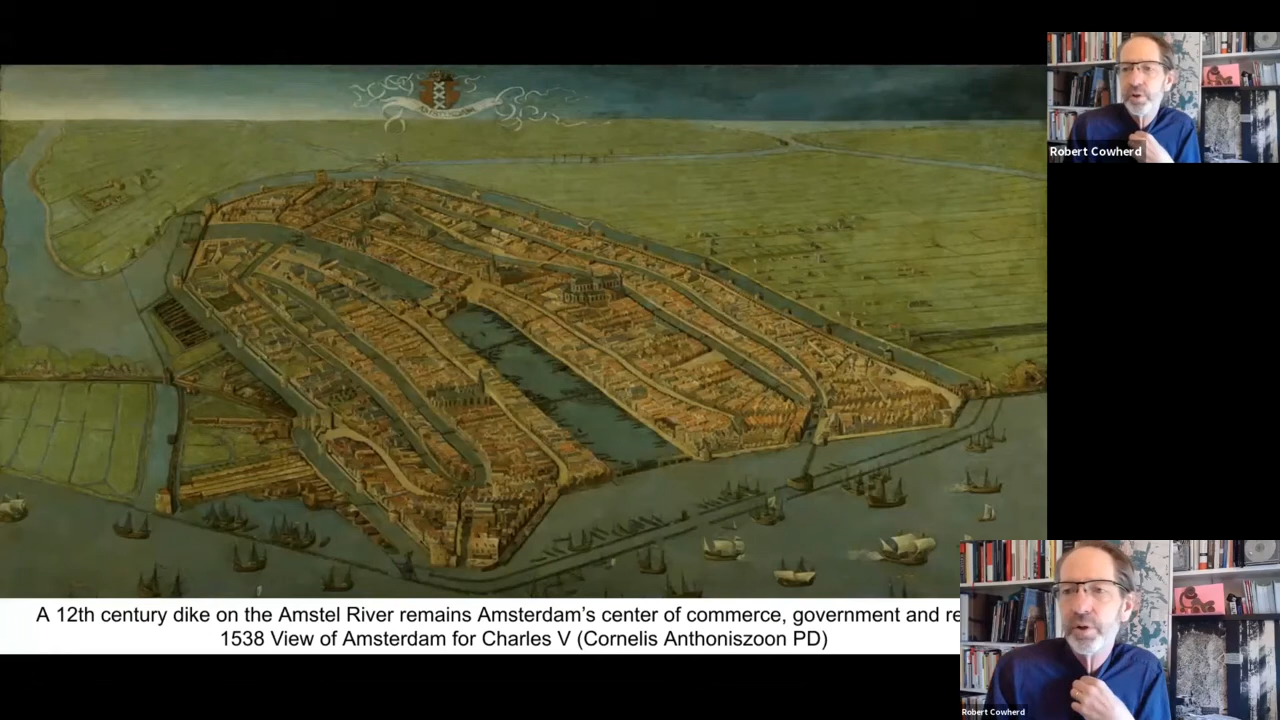 Robert Cowherd
A 12th century dike on the Amstel River remains Amsterdam's center of commerce, government and re
1538 View of Amsterdam for Charles V (Cornelis Anthoniszoon PD)
Robert Cowherd